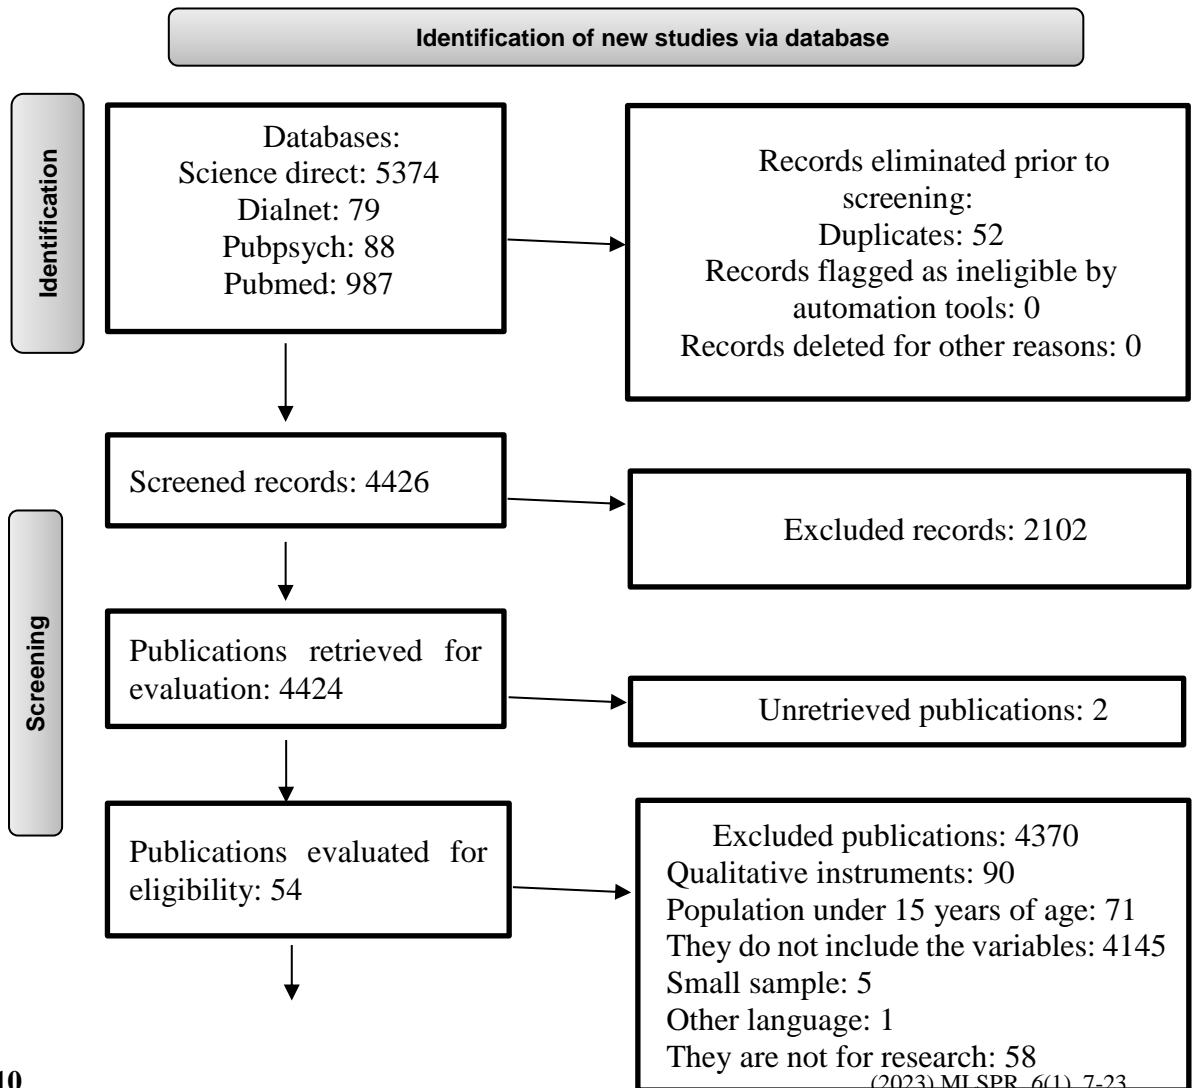 Identification of new studies via database
Identification
Databases:
Science direct: 5374
Dialnet: 79
Pubpsych: 88
Pubmed: 987
Records eliminated prior to
screening:
Duplicates: 52
Records flagged as ineligible by
automation tools: 0
Records deleted for other reasons: 0
Screening
Screened records: 4426
Excluded records: 2102
Publications retrieved for
evaluation: 4424
Unretrieved publications: 2
Publications evaluated for
eligibility: 54
Excluded publications: 4370
Qualitative instruments: 90
Population under 15 years of age: 71
They do not include the variables: 4145
Small sample: 5
Other language: 1
They are not for research: 58
10
(2023) MLSPR, 6(1), 7-23